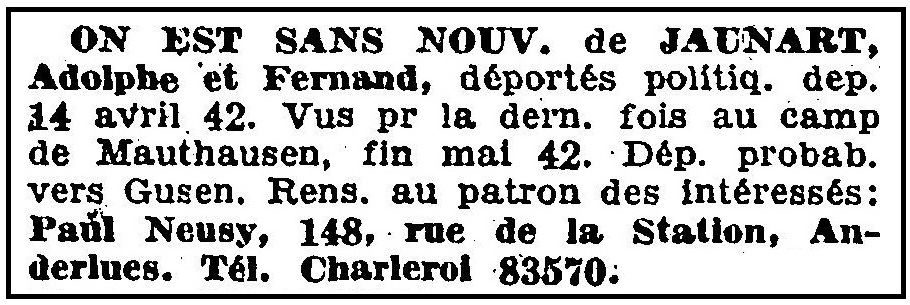 ON EST SANS NOUV. de JAUNART,
Adolphe et Fernand, déportés politiq. dep.
14 avril 42. Vus pr la dern. fois au camp
de Mauthausen, fin mai 42. Dép. probab.
vers Gusen. Rens. au patron des intéressés:
Paul Neusy, 148, rue de la Station, An-
derlues. Tél. Charleroi 83570.